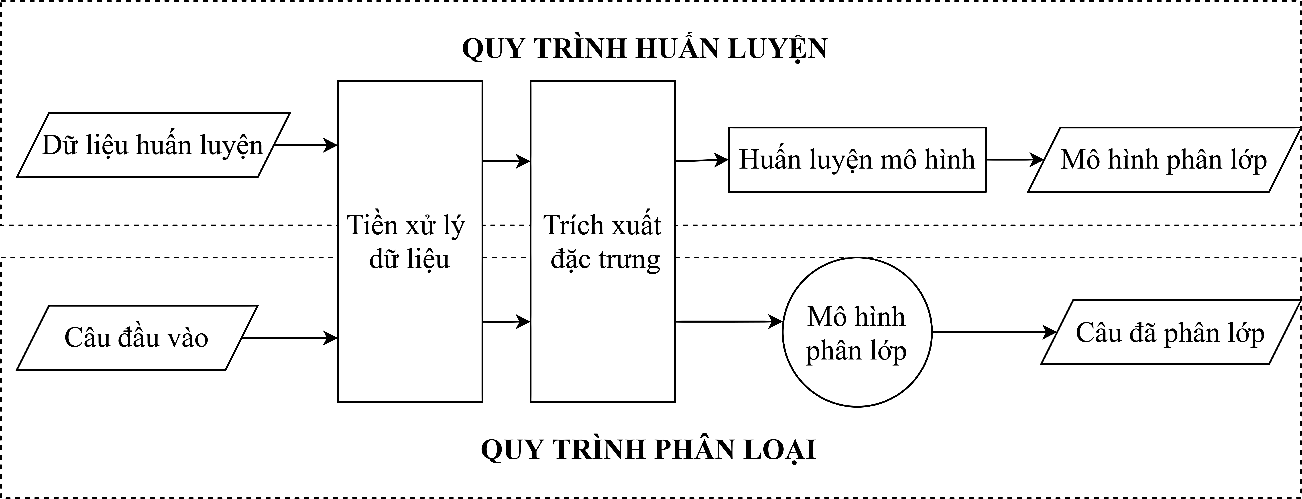 QUY TRÌNH HUẤN LUYỆN
Dữ liệu huấn luyện
Tiền xử lý
dữ liệu
Trích xuất
đặc trưng
Huấn luyện mô hình
Mô hình phân lớp
Câu đầu vào
Mô hình
phân lớp
Câu đã phân lớp
QUY TRÌNH PHÂN LOẠI